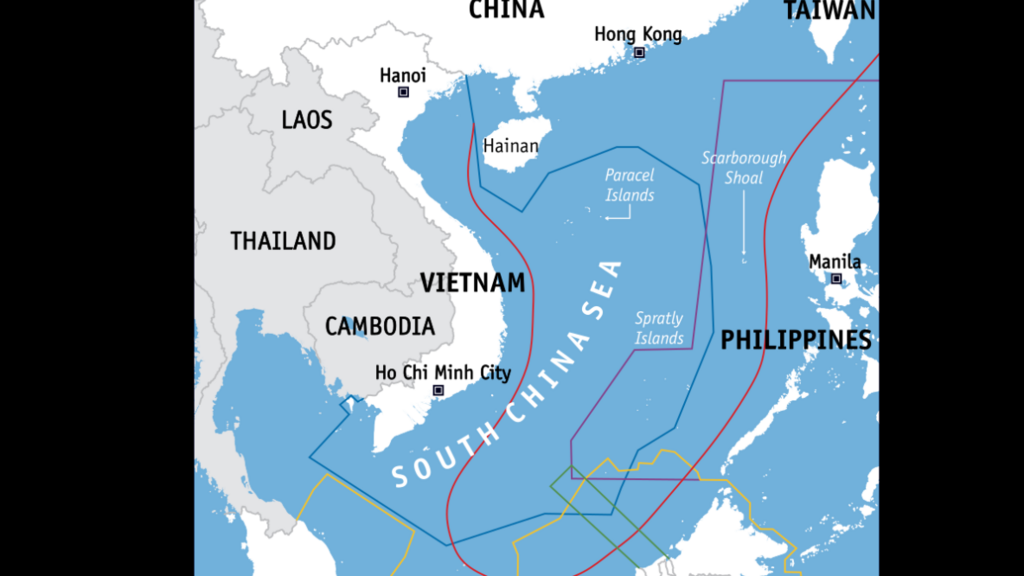 CHINA
TAIWAN
Hong Kong
Hanoi
LAOS
Hainan
Scarborough
Shoal
Paracel
Islands
THAILAND
VIETNAM
Manila
CAMBODIA
Spratly
Islands
PHILIPPINES
Ho Chi Minh City
SOUTH CHINA SEA